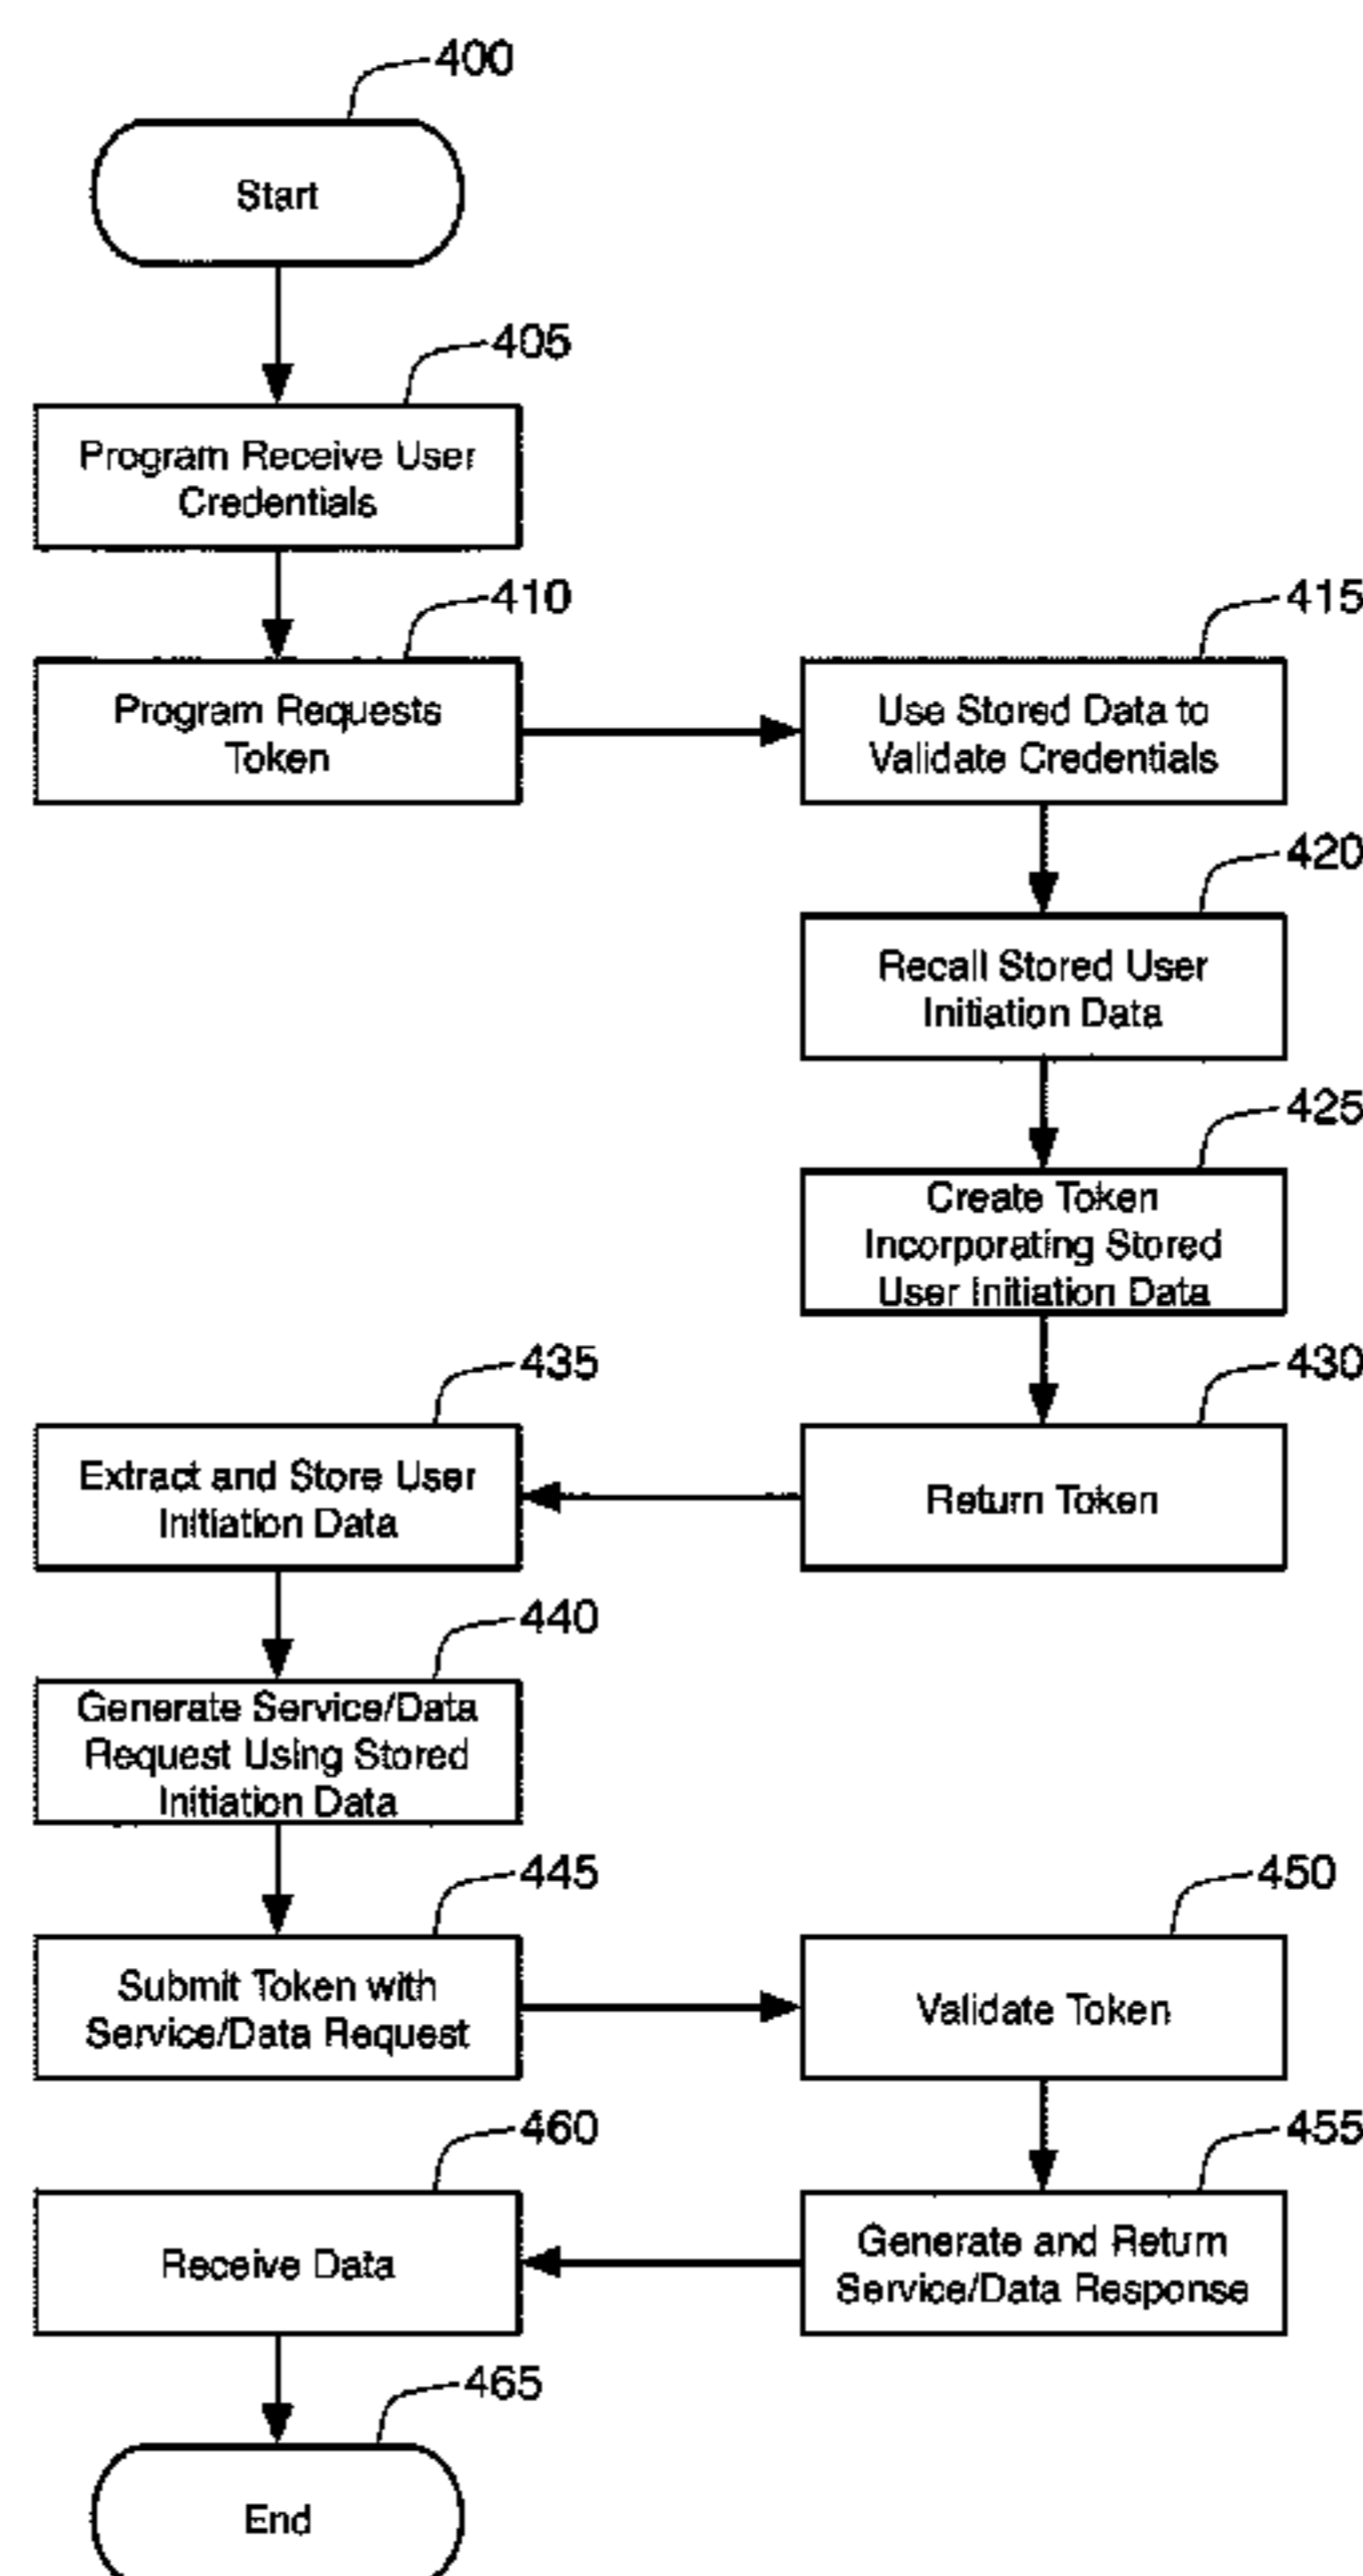 400
Start
405
Program Receive User
Credentials
410
Program Requests
Token
415
Use Stored Data to
Validate Credentials
420
Recall Stored User
Initiation Data
425
Create Token
Incorporating Stored
User Initiation Data
430
Return Token
435
Extract and Store User
Initiation Data
440
Generate Service/Data
Request Using Stored
Initiation Data
445
Submit Token with
Service/Data Request
450
Validate Token
455
Generate and Return
Service/Data Response
460
Receive Data
465
End